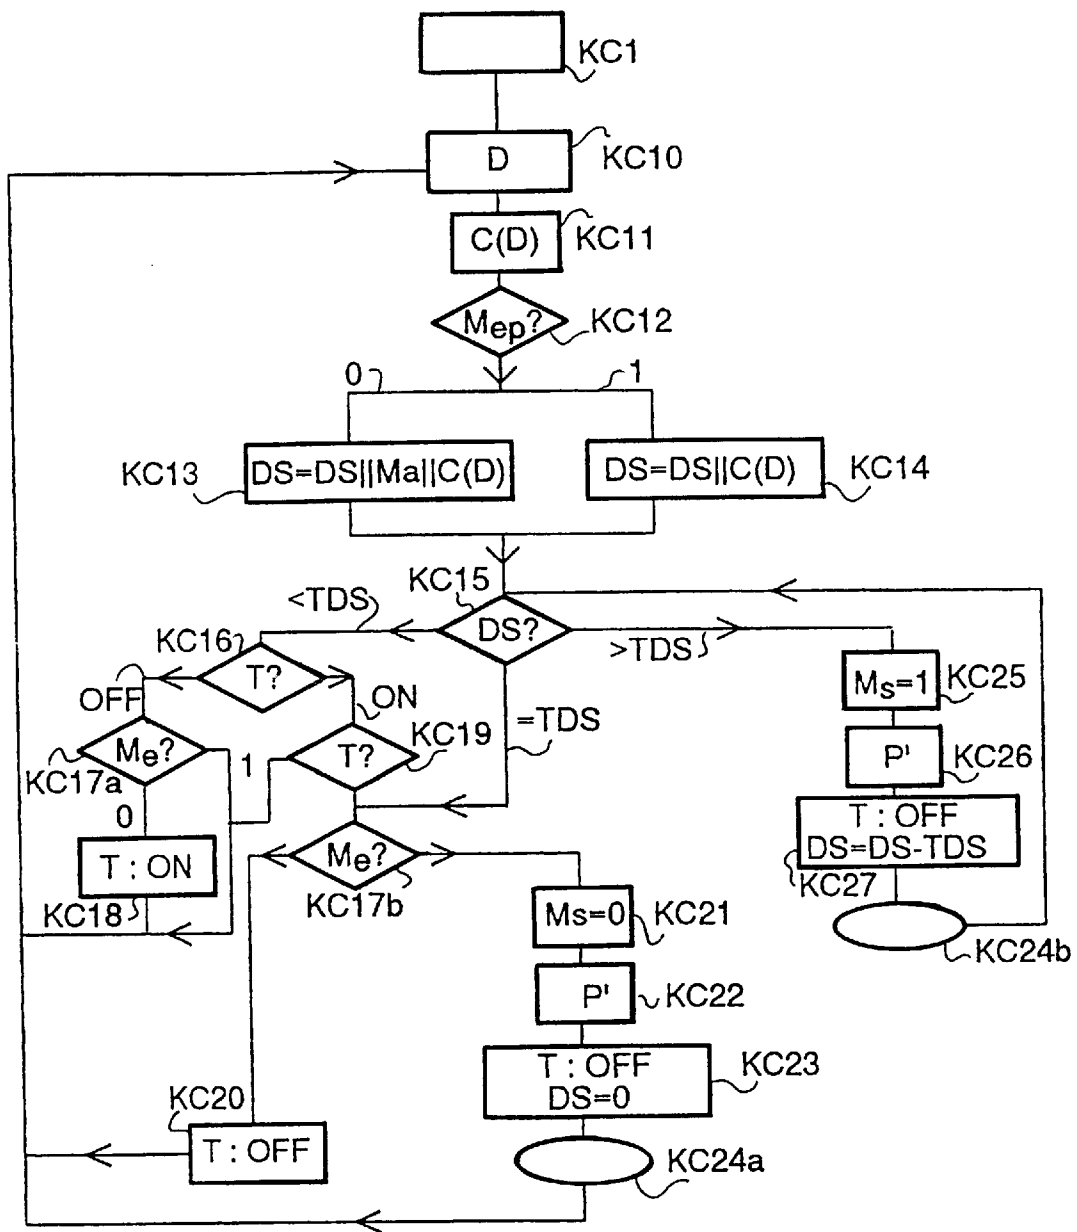 KC1
D
KC10
C(D)
KC11
Mep?
KC12
0
1
KC13
DS=DS||Ma||C(D)
DS=DS||C(D)
KC14
KC15
<TDS
DS?
>TDS
KC16
T?
OFF
ON
=TDS
Ms=1
KC25
Me?
KC17a
1
T?
KC19
P'
KC26
0
T : OFF
DS=DS-TDS
KC27
T : ON
KC18
Me?
KC17b
Ms=0
KC21
KC24b
P'
KC22
T : OFF
DS=0
KC23
KC20
T : OFF
KC24a